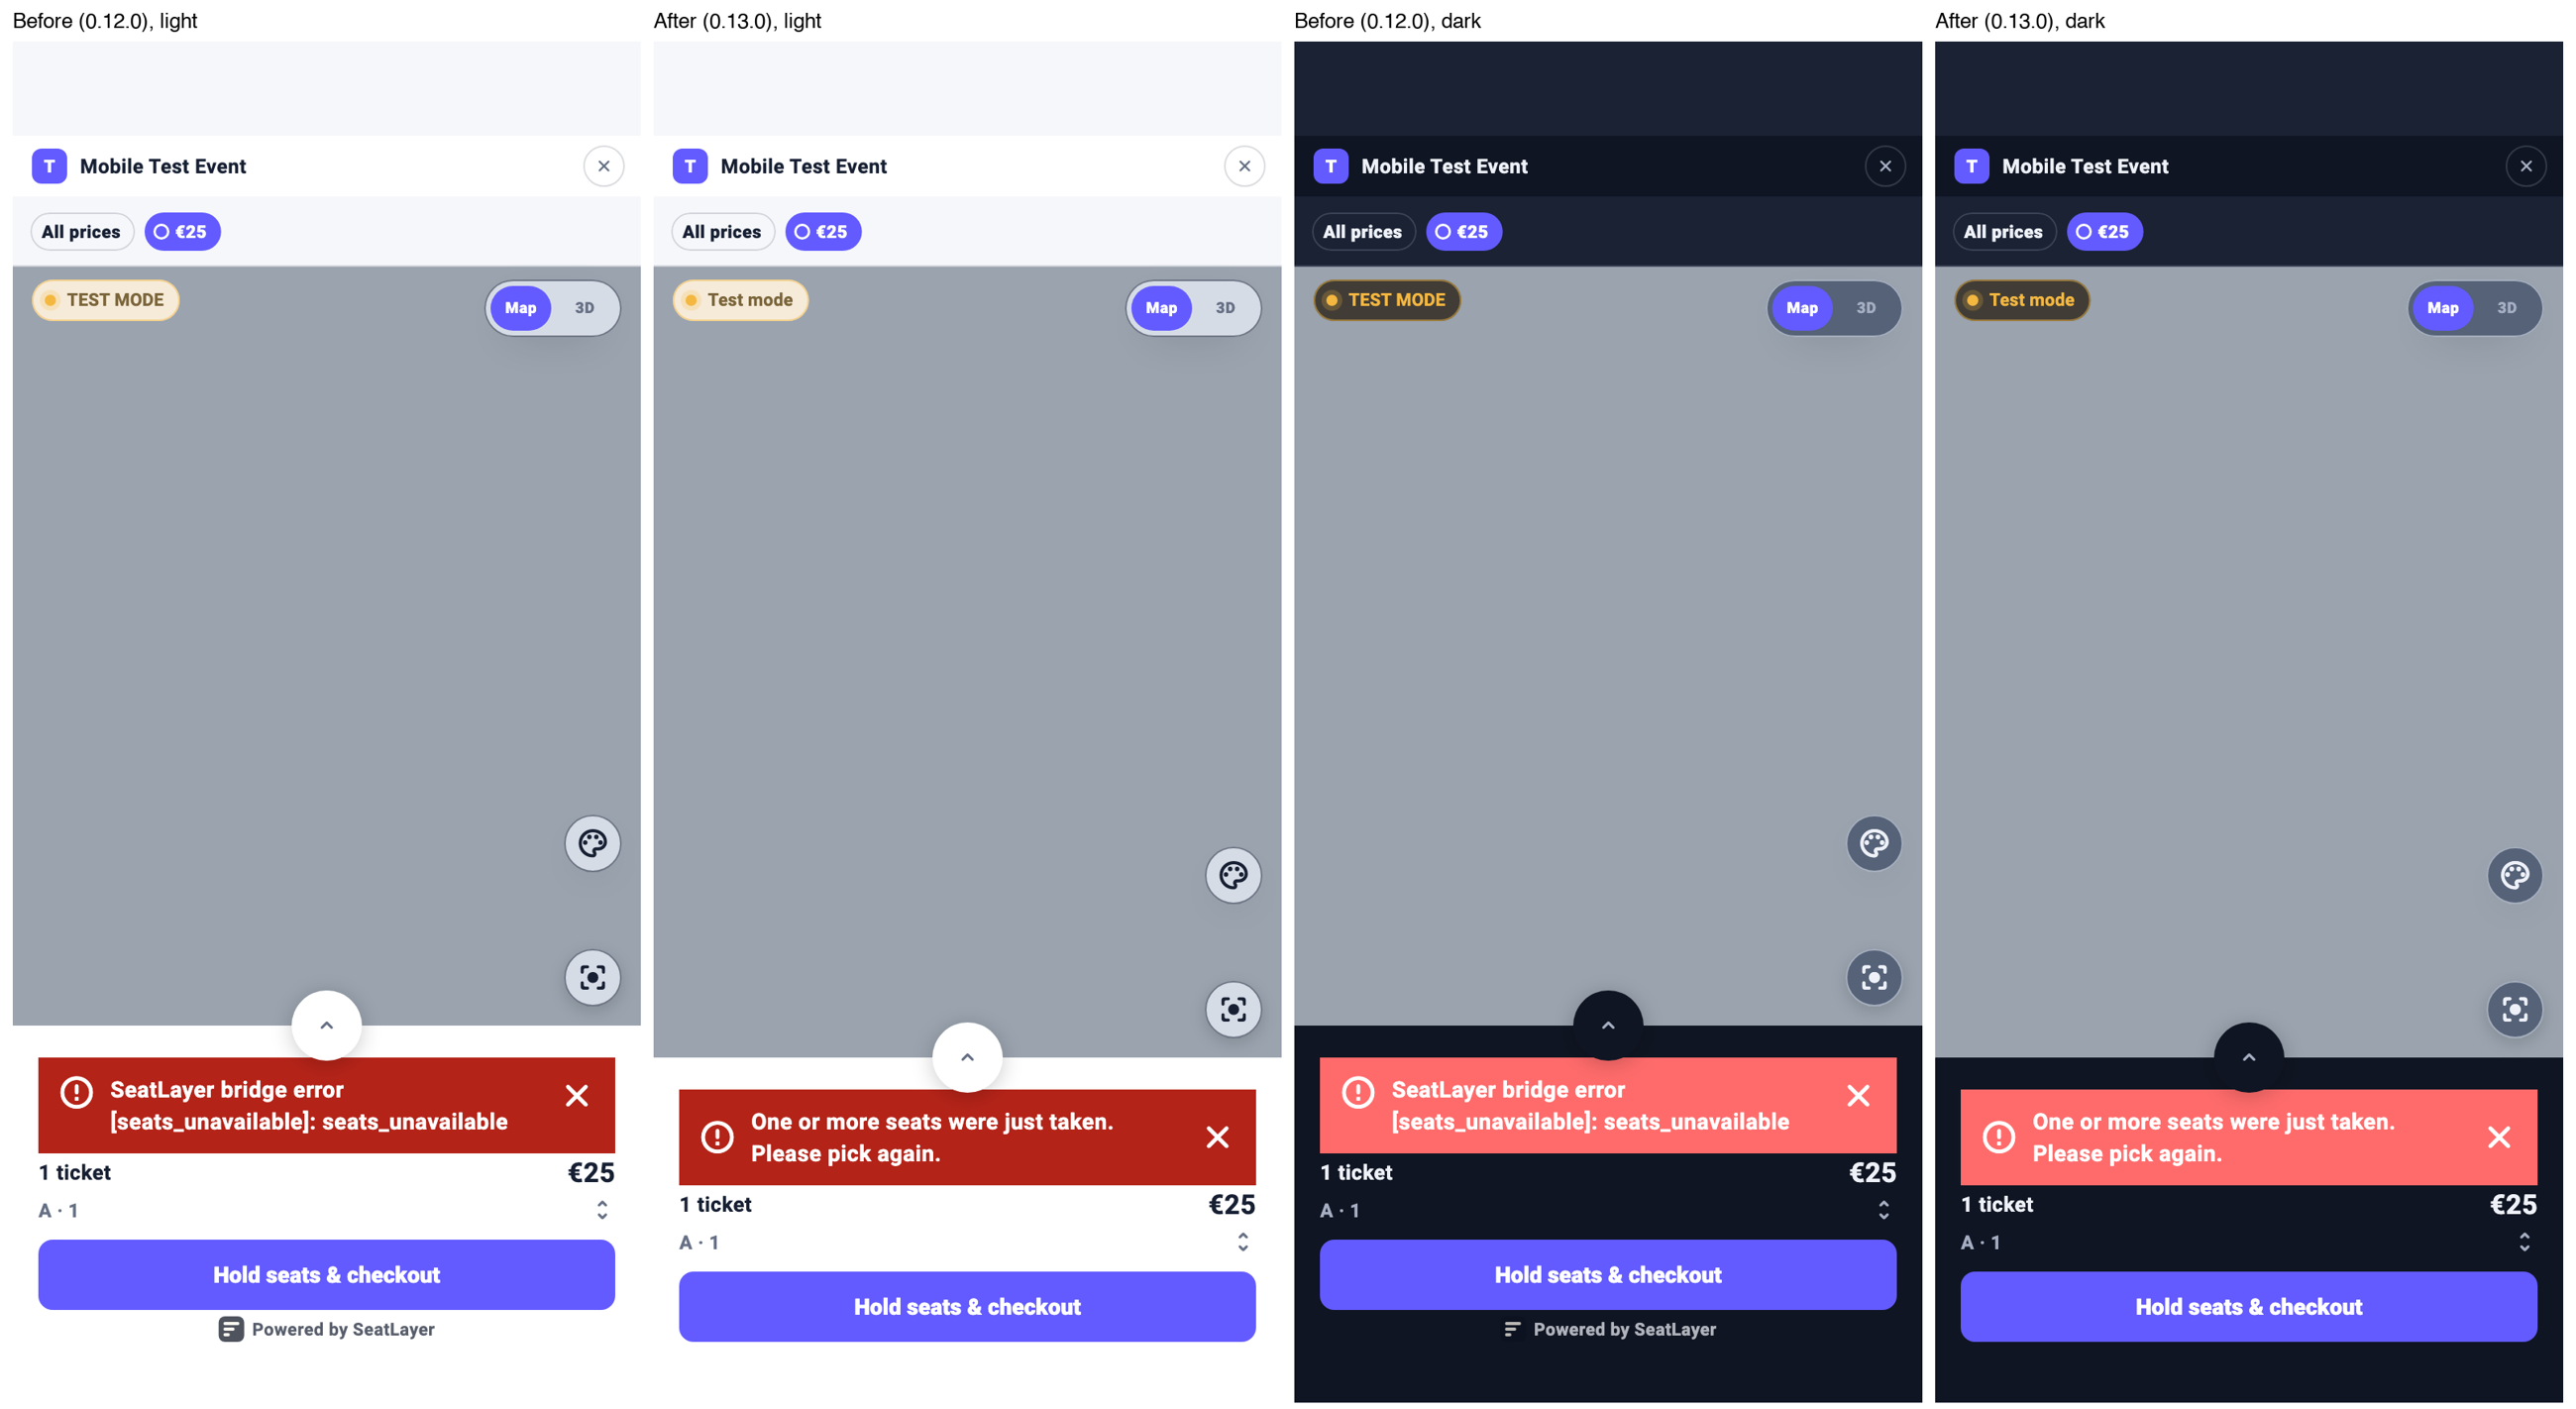 Before (0.12.0), light
T Mobile Test Event
All prices €25
TEST MODE
Map 3D
SeatLayer bridge error
[seats_unavailable]: seats_unavailable
1 ticket €25
A · 1
Hold seats & checkout
Powered by SeatLayer
After (0.13.0), light
T Mobile Test Event
All prices €25
Test mode
Map 3D
One or more seats were just taken.
Please pick again.
1 ticket €25
A · 1
Hold seats & checkout
Before (0.12.0), dark
T Mobile Test Event
All prices €25
TEST MODE
Map 3D
SeatLayer bridge error
[seats_unavailable]: seats_unavailable
1 ticket €25
A · 1
Hold seats & checkout
Powered by SeatLayer
After (0.13.0), dark
T Mobile Test Event
All prices €25
Test mode
Map 3D
One or more seats were just taken.
Please pick again.
1 ticket €25
A · 1
Hold seats & checkout